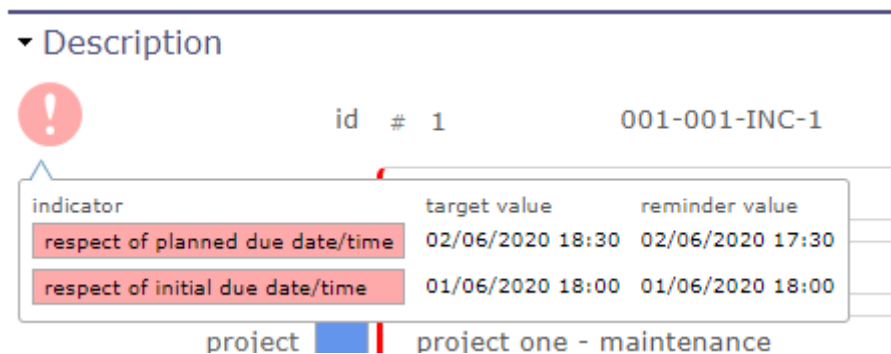 Description
id # 1 001-001-INC-1
indicator target value reminder value
respect of planned due date/time 02/06/2020 18:30 02/06/2020 17:30
respect of initial due date/time 01/06/2020 18:00 01/06/2020 18:00
project project one - maintenance